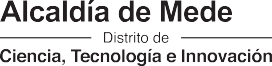 Alcaldía de Mede
Distrito de
Ciencia, Tecnología e Innovación